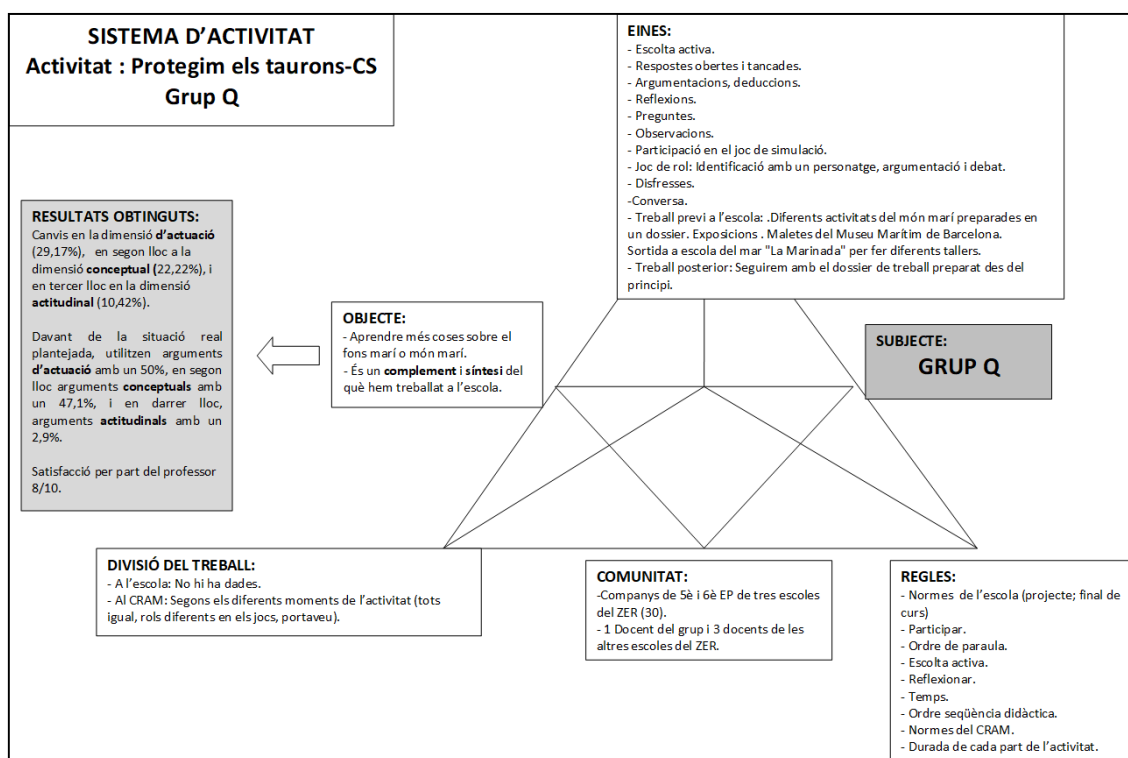 SISTEMA D'ACTIVITAT
Activitat : Protegim els taurons-CS
Grup Q
EINES:
- Escolta activa.
- Respostes obertes i tancades.
- Argumentacions, deduccions.
- Reflexions.
- Preguntes.
- Observacions.
- Participació en el joc de simulació.
- Joc de rol: Identificació amb un personatge, argumentació i debat.
- Disfresses.
-Conversa.
- Treball previ a l'escola: .Diferents activitats del món marí preparades en
un dossier. Exposicions . Maletes del Museu Marítim de Barcelona.
Sortida a escola del mar "La Marinada" per fer diferents tallers.
- Treball posterior: Seguirem amb el dossier de treball preparat des del
principi.
RESULTATS OBTINGUTS:
Canvis en la dimensió d'actuació
(29,17%), en segon lloc a la
dimensió conceptual (22,22%), i
en tercer lloc en la dimensió
actitudinal (10,42%).
Davant de la situació real
plantejada, utilitzen arguments
d'actuació amb un 50%, en segon
lloc arguments conceptuals amb
un 47,1%, i en darrer lloc,
arguments actitudinals amb un
2,9%.
Satisfacció per part del professor
8/10.
OBJECTE:
- Aprendre més coses sobre el
fons marí o món marí.
- És un complement i síntesi del
què hem treballat a l'escola.
SUBJECTE:
GRUP Q
DIVISIÓ DEL TREBALL:
- A l'escola: No hi ha dades.
- Al CRAM: Segons els diferents moments de l'activitat (tots
igual, rols diferents en els jocs, portaveu).
COMUNITAT:
-Companys de 5è i 6è EP de tres escoles
del ZER (30).
- 1 Docent del grup i 3 docents de les
altres escoles del ZER.
REGLES:
- Normes de l'escola (projecte; final de
curs)
- Participar.
- Ordre de paraula.
- Escolta activa.
- Reflexionar.
- Temps.
- Ordre seqüència didàctica.
- Normes del CRAM.
- Durada de cada part de l'activitat.